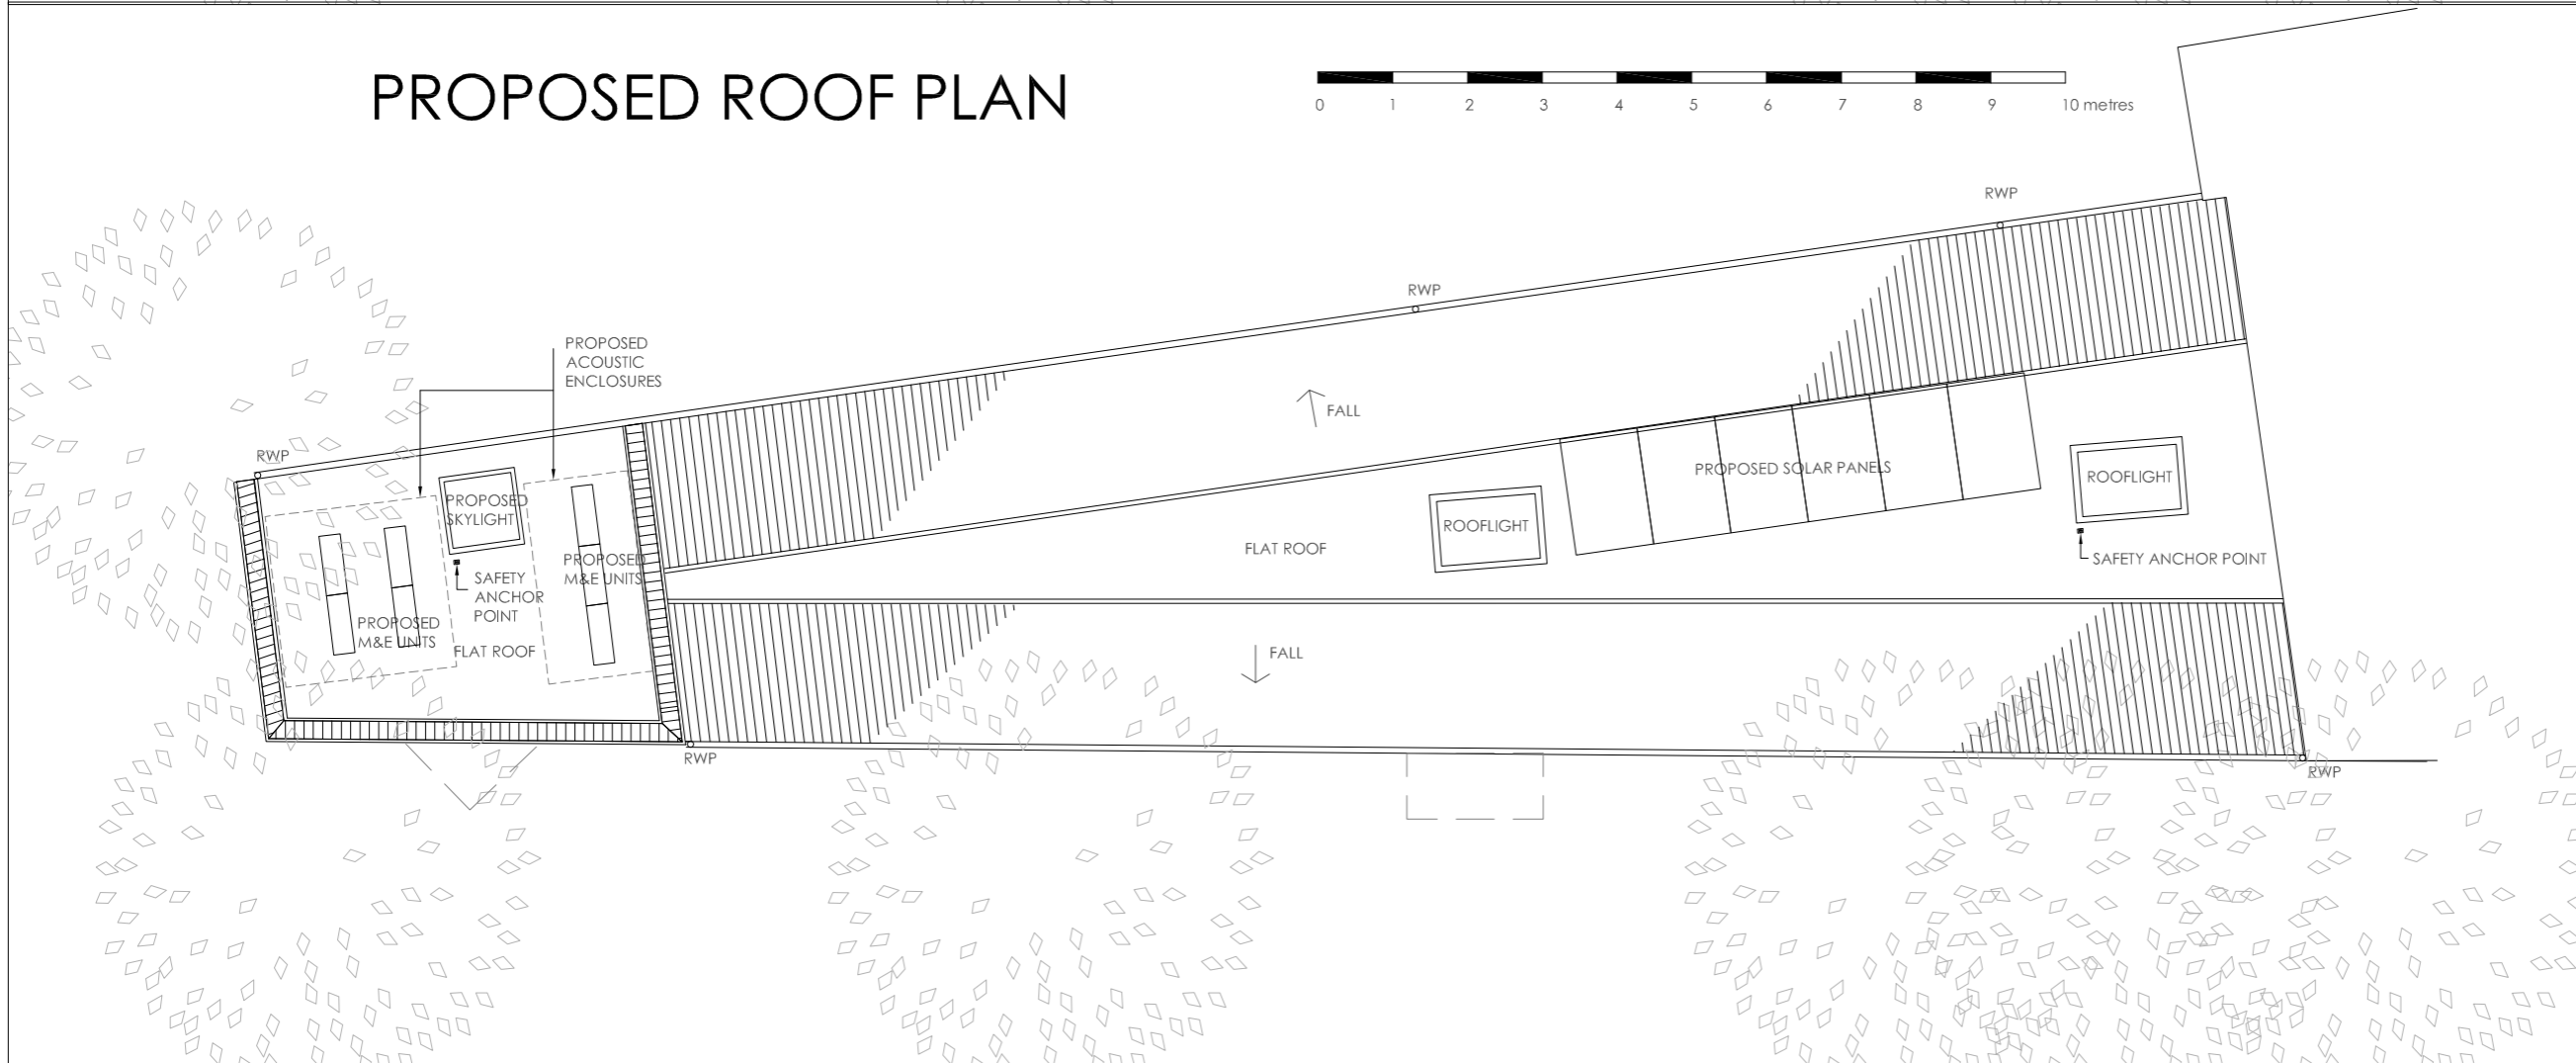 PROPOSED ROOF PLAN
0 1 2 3 4 5 6 7 8 9 10 metres
RWP
RWP
PROPOSED
ACOUSTIC
ENCLOSURES
FALL
RWP
PROPOSED
SKYLIGHT
PROPOSED SOLAR PANELS
ROOFLIGHT
ROOFLIGHT
FLAT ROOF
SAFETY ANCHOR POINT
PROPOSED
M&E UNITS
SAFETY
ANCHOR
POINT
PROPOSED
M&E UNITS
FLAT ROOF
FALL
RWP
RWP